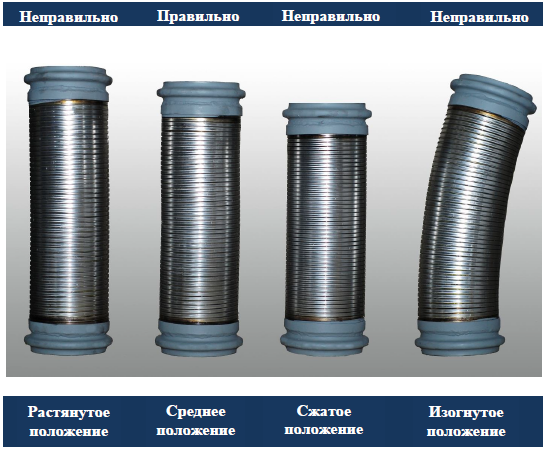 Неправильно Правильно Неправильно Неправильно
Растянутое Среднее Сжатое Изогнутое
положение положение положение положение